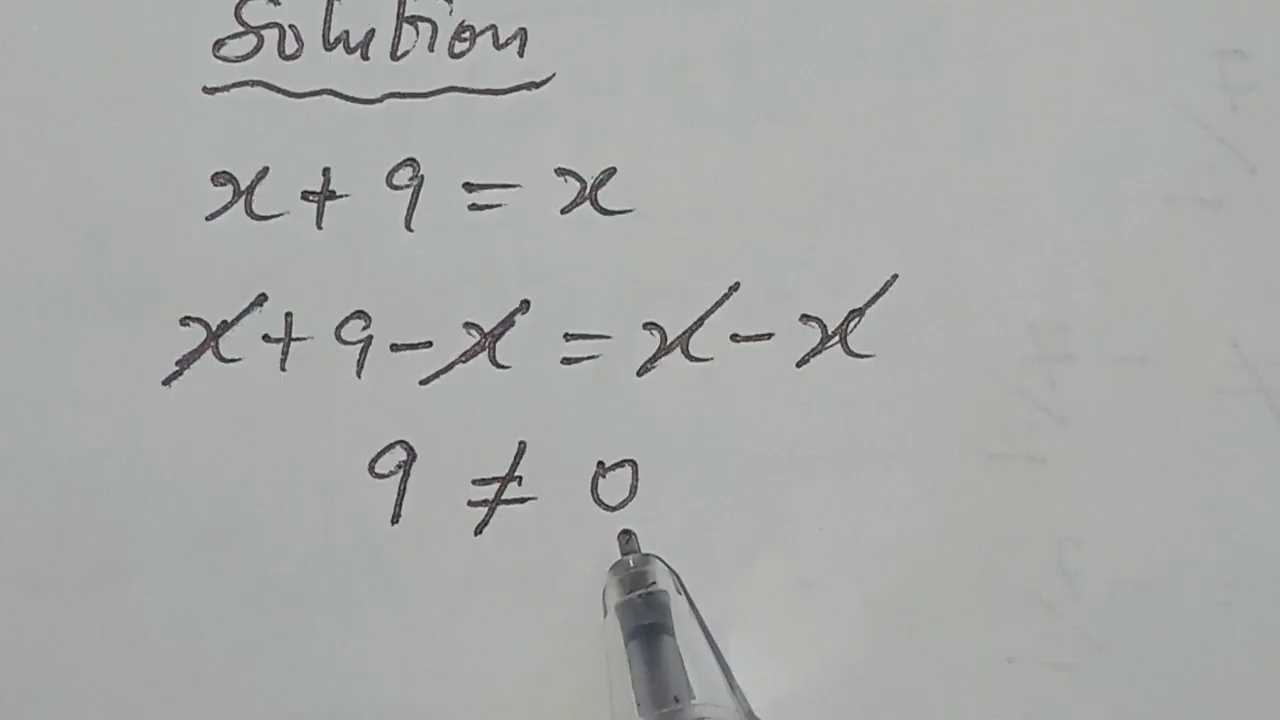 Solution
x + 9 = x
x + 9 - x = x - x
9 ≠ 0